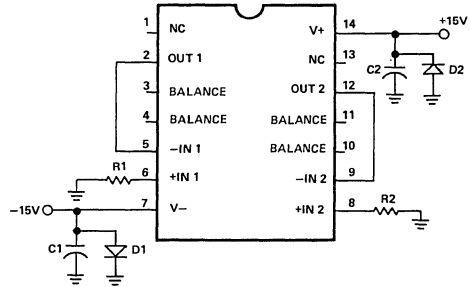 1 NC
2 OUT 1
3 BALANCE
4 BALANCE
5 −IN 1
R1
6 +IN 1
−15V
7 V−
C1
D1
V+ 14
+15V
NC 13
C2
D2
OUT 2 12
BALANCE 11
BALANCE 10
−IN 2 9
+IN 2 8
R2